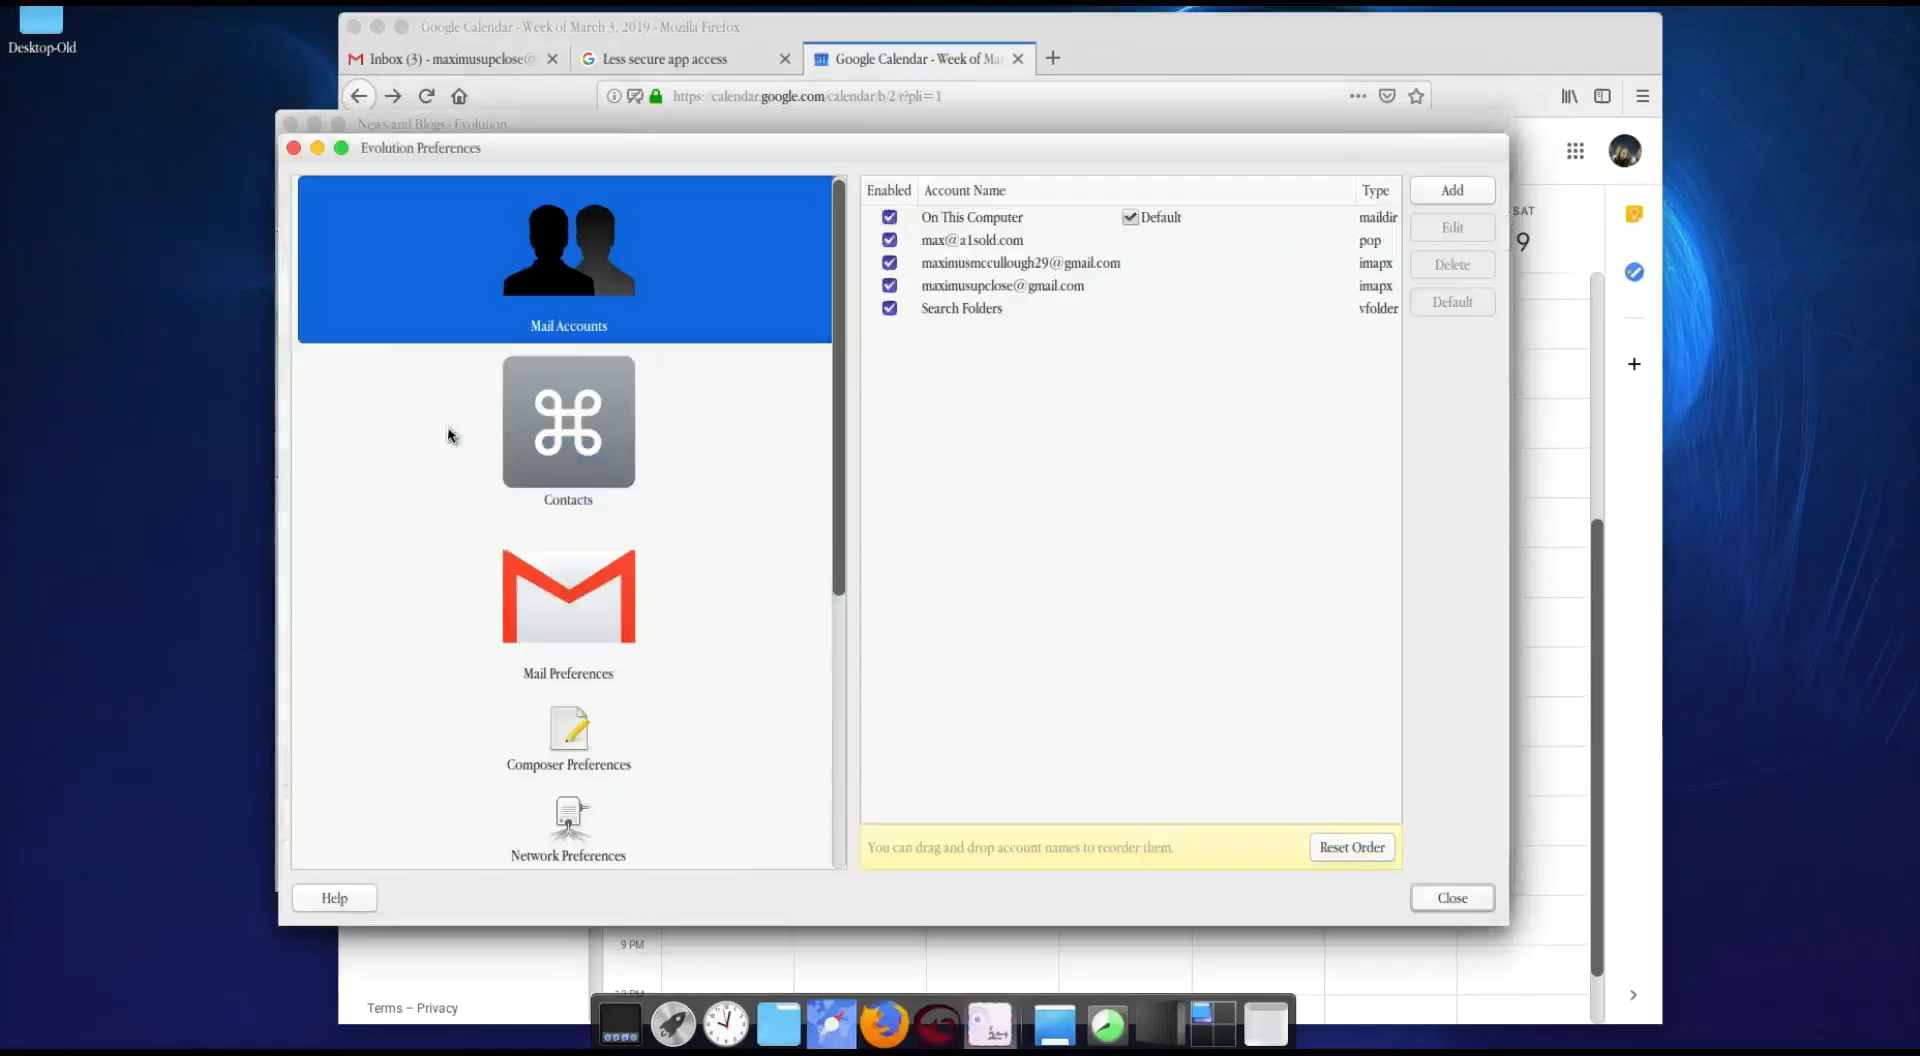 Desktop-Old
Google Calendar - Week of March 3, 2019 - Mozilla Firefox
Inbox (3) - maximusupclose@
Less secure app access
Google Calendar - Week of Ma
https://calendar.google.com/calendar/b/2/r?pli=1
News and Blogs - Evolution
Evolution Preferences
Mail Accounts
Contacts
Mail Preferences
Composer Preferences
Network Preferences
Enabled Account Name Type
On This Computer Default maildir
max@a1sold.com pop
maximusmccullough29@gmail.com imapx
maximusupclose@gmail.com imapx
Search Folders vfolder
Add
Edit
Delete
Default
SAT
9
You can drag and drop account names to reorder them.
Reset Order
Help
Close
9 PM
10 PM
Terms – Privacy